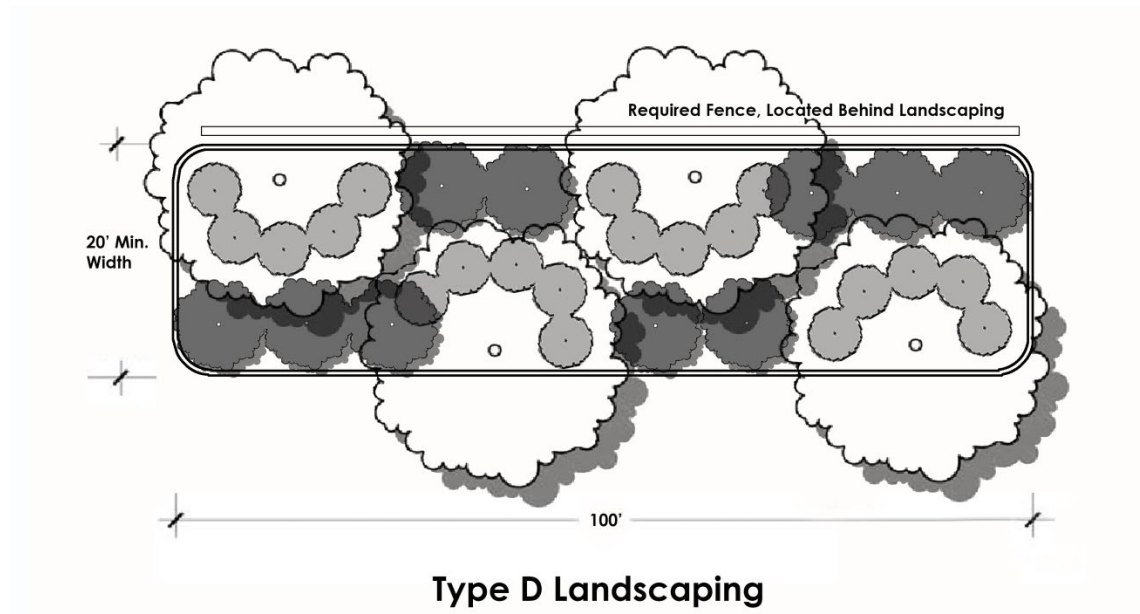 Required Fence, Located Behind Landscaping
20' Min.
Width
100'
Type D Landscaping